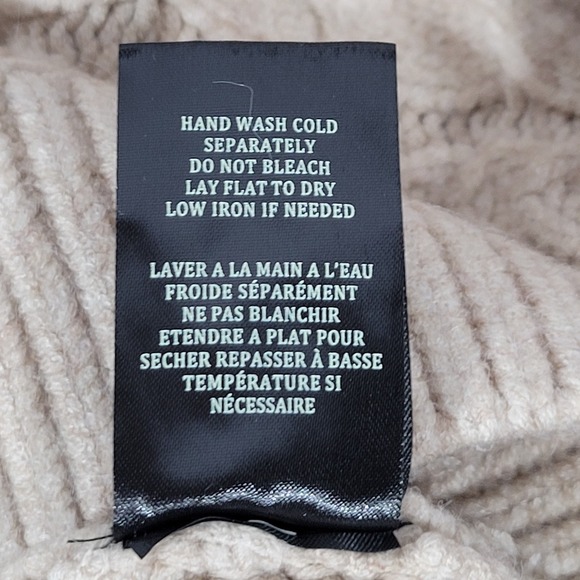 HAND WASH COLD
SEPARATELY
DO NOT BLEACH
LAY FLAT TO DRY
LOW IRON IF NEEDED
LAVER A LA MAIN A L'EAU
FROIDE SÉPARÉMENT
NE PAS BLANCHIR
ETENDRE A PLAT POUR
SECHER REPASSER À BASSE
TEMPÉRATURE SI
NÉCESSAIRE